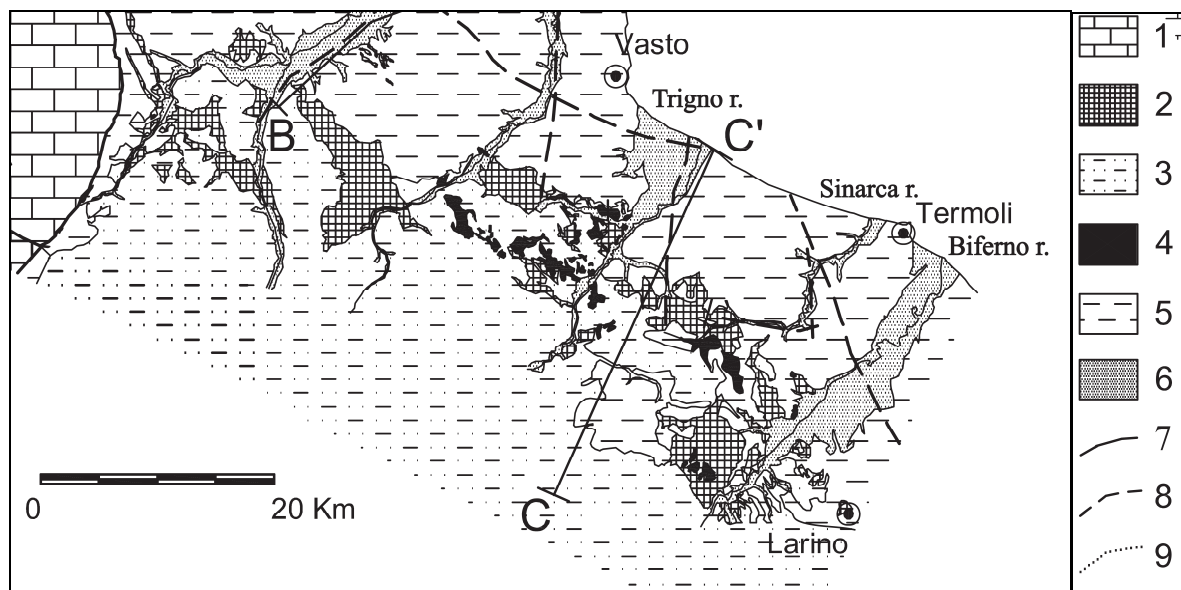 Vasto
Trigno r.
B
C'
Sinarca r.
Termoli
Biferno r.
0
20 Km
C
Larino
1
2
3
4
5
6
7
8
9